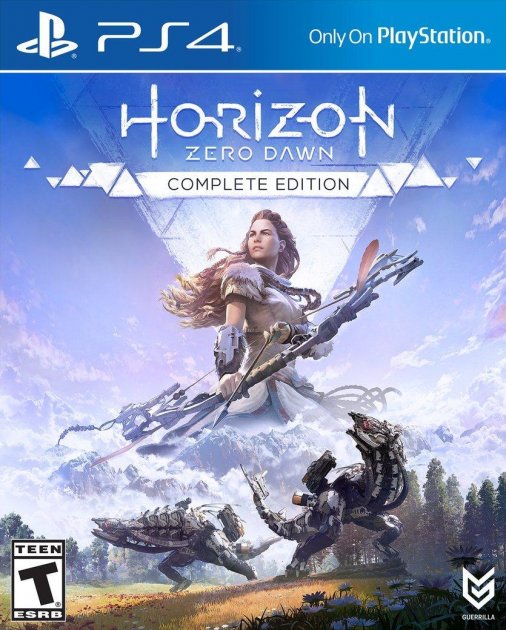 PS4
Only On PlayStation®
HORIZON
ZERO DAWN
COMPLETE EDITION
TEEN
T
ESRB
GUERRILLA